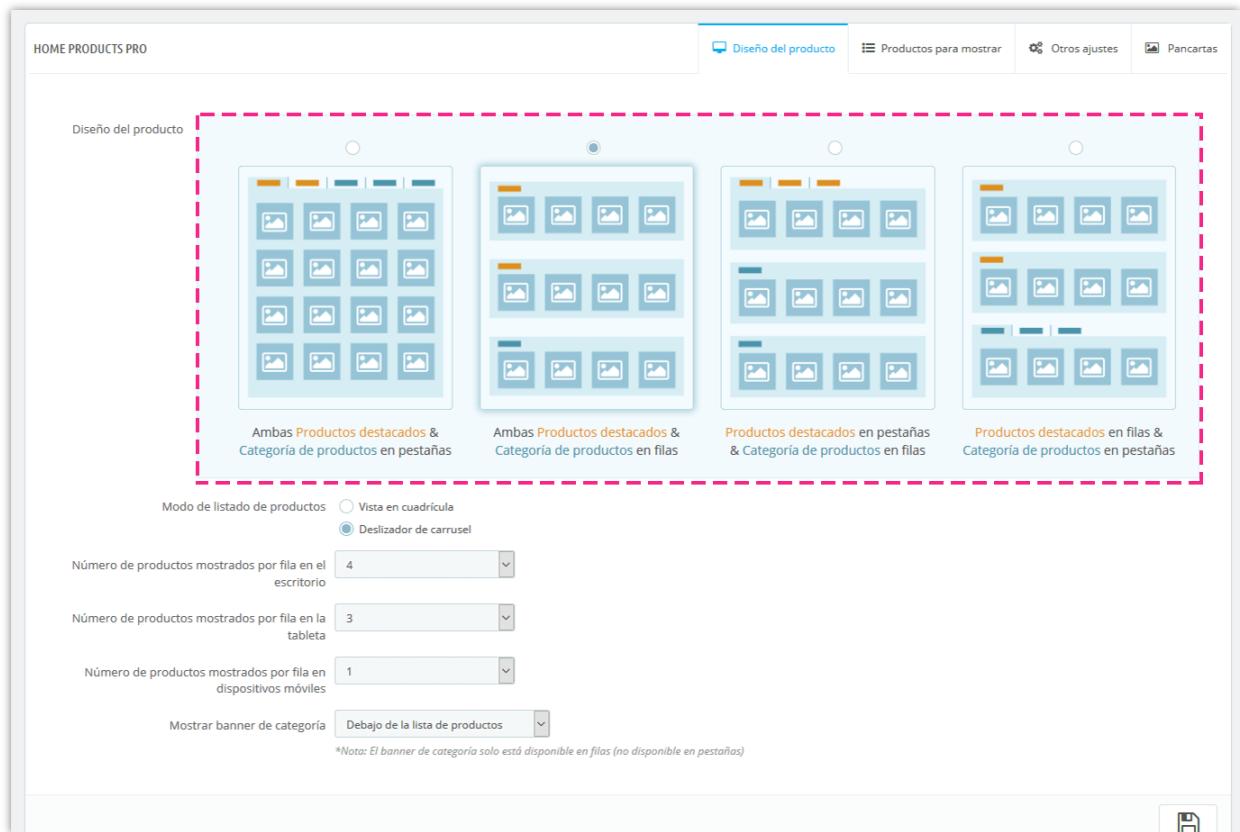 HOME PRODUCTS PRO
Diseño del producto
Productos para mostrar
Otros ajustes
Pancartas
Diseño del producto
Ambas Productos destacados &
Categoría de productos en pestañas
Ambas Productos destacados &
Categoría de productos en filas
Productos destacados en pestañas
& Categoría de productos en filas
Productos destacados en filas &
Categoría de productos en pestañas
Modo de listado de productos
Vista en cuadrícula
Deslizador de carrusel
Número de productos mostrados por fila en el
escritorio
4
Número de productos mostrados por fila en la
tableta
3
Número de productos mostrados por fila en
dispositivos móviles
1
Mostrar banner de categoría
Debajo de la lista de productos
*Nota: El banner de categoría solo está disponible en filas (no disponible en pestañas)